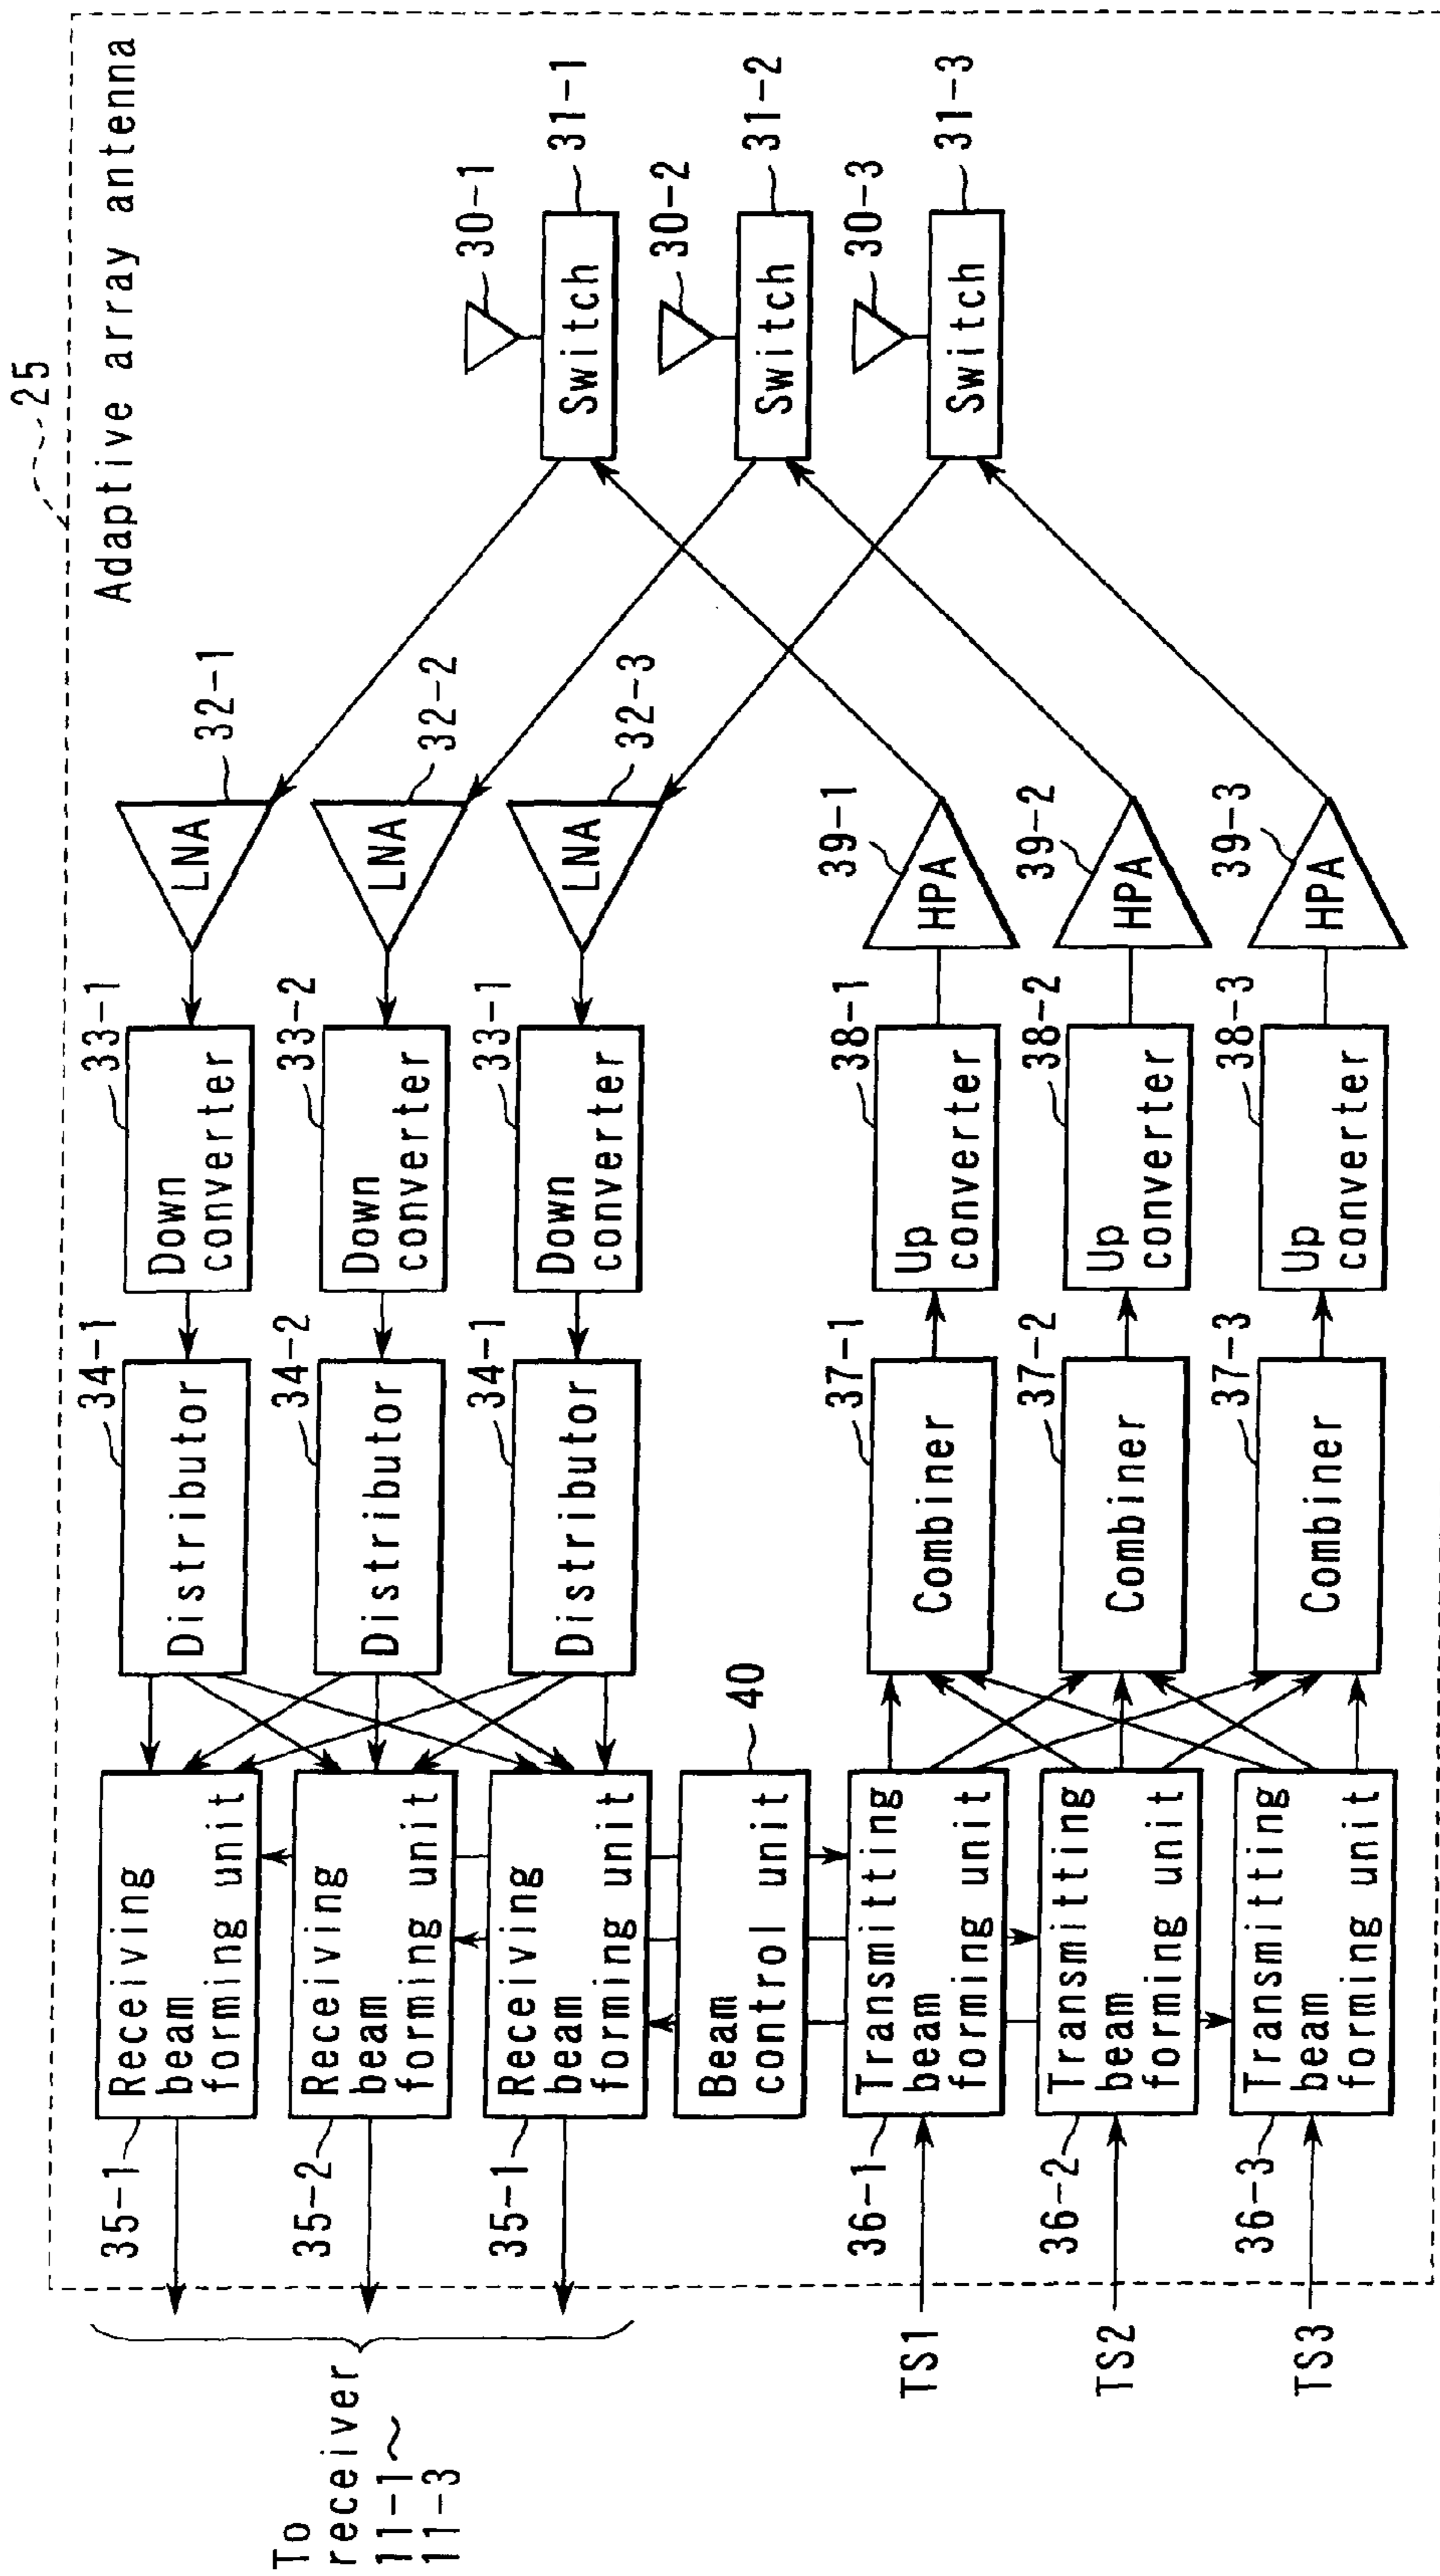 25
Adaptive array antenna
35-1
Receiving
beam
forming unit
34-1
Distributor
33-1
Down
converter
32-1
LNA
35-2
Receiving
beam
forming unit
34-2
Distributor
33-2
Down
converter
32-2
LNA
35-1
Receiving
beam
forming unit
34-1
Distributor
33-1
Down
converter
32-3
LNA
To
receiver
11-1~
11-3
30-1
Switch
31-1
30-2
Switch
31-2
30-3
Switch
31-3
Beam
control unit
40
TS1
36-1
Transmitting
beam
forming unit
37-1
Combiner
38-1
Up
converter
39-1
HPA
TS2
36-2
Transmitting
beam
forming unit
37-2
Combiner
38-2
Up
converter
39-2
HPA
TS3
36-3
Transmitting
beam
forming unit
37-3
Combiner
38-3
Up
converter
39-3
HPA